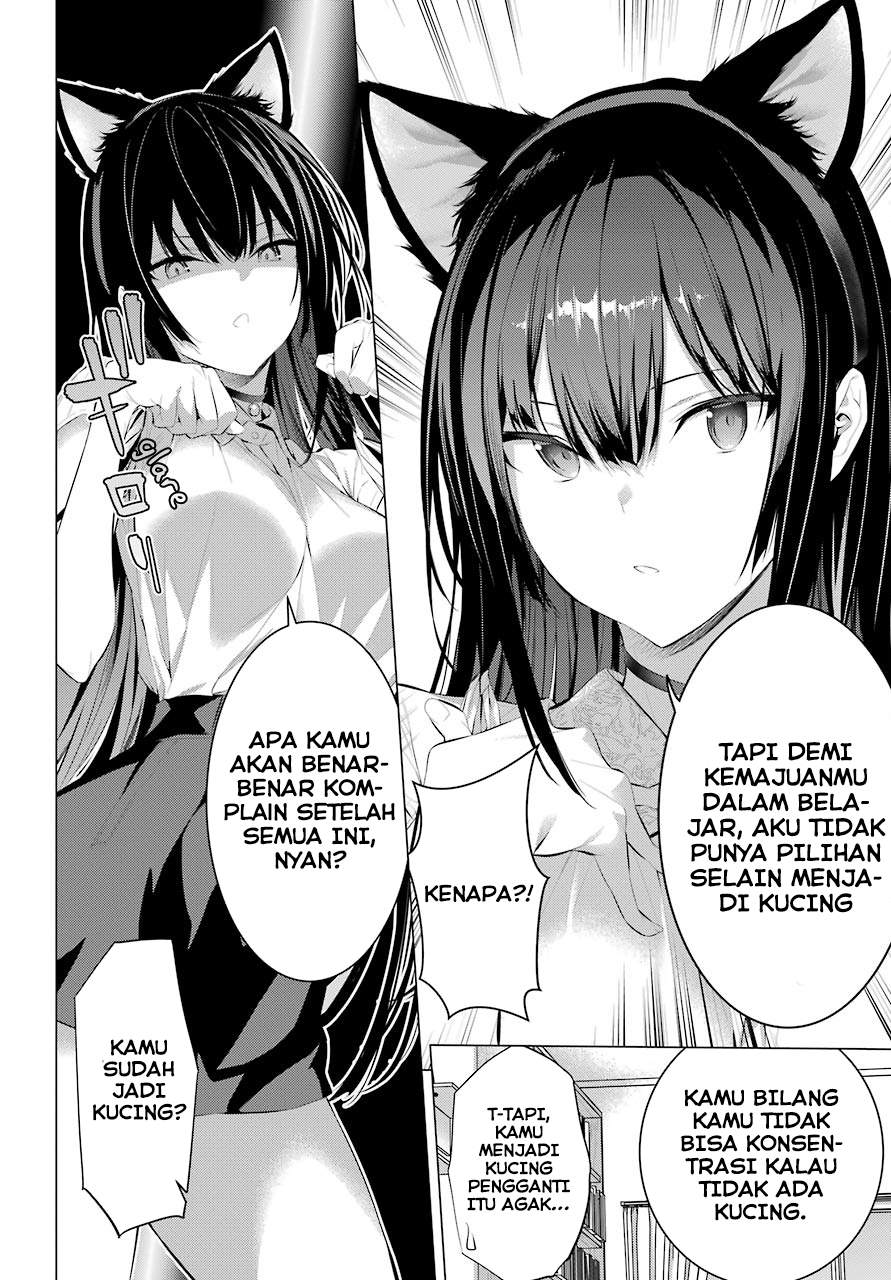 TAPI DEMI
KEMAJUANMU
DALAM BELA-
JAR, AKU TIDAK
PUNYA PILIHAN
SELAIN MENJA-
DI KUCING
KENAPA?!
KAMU BILANG
KAMU TIDAK
BISA KONSEN-
TRASI KALAU
TIDAK ADA
KUCING.
T-TAPI,
KAMU
MENJADI
KUCING
PENGGANTI
ITU AGAK...
ギロ
glare
APA KAMU
AKAN BENAR-
BENAR KOM-
PLAIN SETELAH
SEMUA INI,
NYAN?
KAMU
SUDAH
JADI
KUCING?